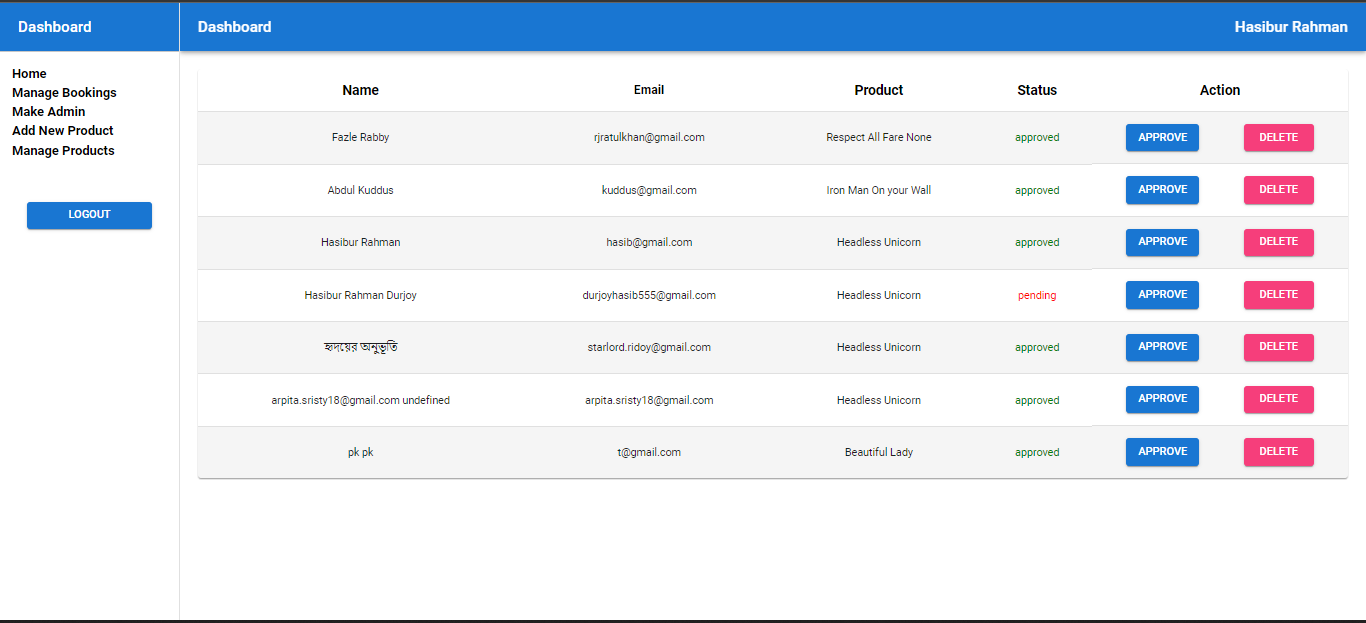 Dashboard
Dashboard
Hasibur Rahman
Home
Manage Bookings
Make Admin
Add New Product
Manage Products
LOGOUT
Name Email Product Status Action
Fazle Rabby rjratulkhan@gmail.com Respect All Fare None approved APPROVE DELETE
Abdul Kuddus kuddus@gmail.com Iron Man On your Wall approved APPROVE DELETE
Hasibur Rahman hasib@gmail.com Headless Unicorn approved APPROVE DELETE
Hasibur Rahman Durjoy durjoyhasib555@gmail.com Headless Unicorn pending APPROVE DELETE
হৃদয়ের অনুভূতি starlord.ridoy@gmail.com Headless Unicorn approved APPROVE DELETE
arpita.sristy18@gmail.com undefined arpita.sristy18@gmail.com Headless Unicorn approved APPROVE DELETE
pk pk t@gmail.com Beautiful Lady approved APPROVE DELETE